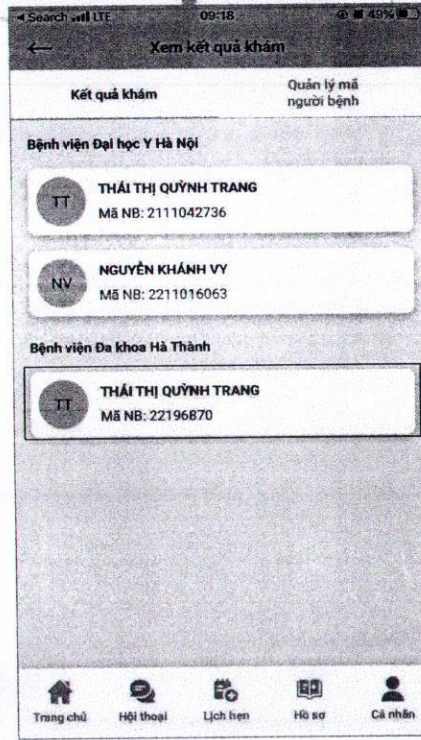 Search LTE 09:18 49%
Xem kết quả khám
Kết quả khám
Quản lý mã
người bệnh
Bệnh viện Đại học Y Hà Nội
TT
THÁI THỊ QUỲNH TRANG
Mã NB: 2111042736
NV
NGUYỄN KHÁNH VY
Mã NB: 2211016063
Bệnh viện Đa khoa Hà Thành
TT
THÁI THỊ QUỲNH TRANG
Mã NB: 22196870
Trang chủ Hội thoại Lịch hẹn Hồ sơ Cá nhân